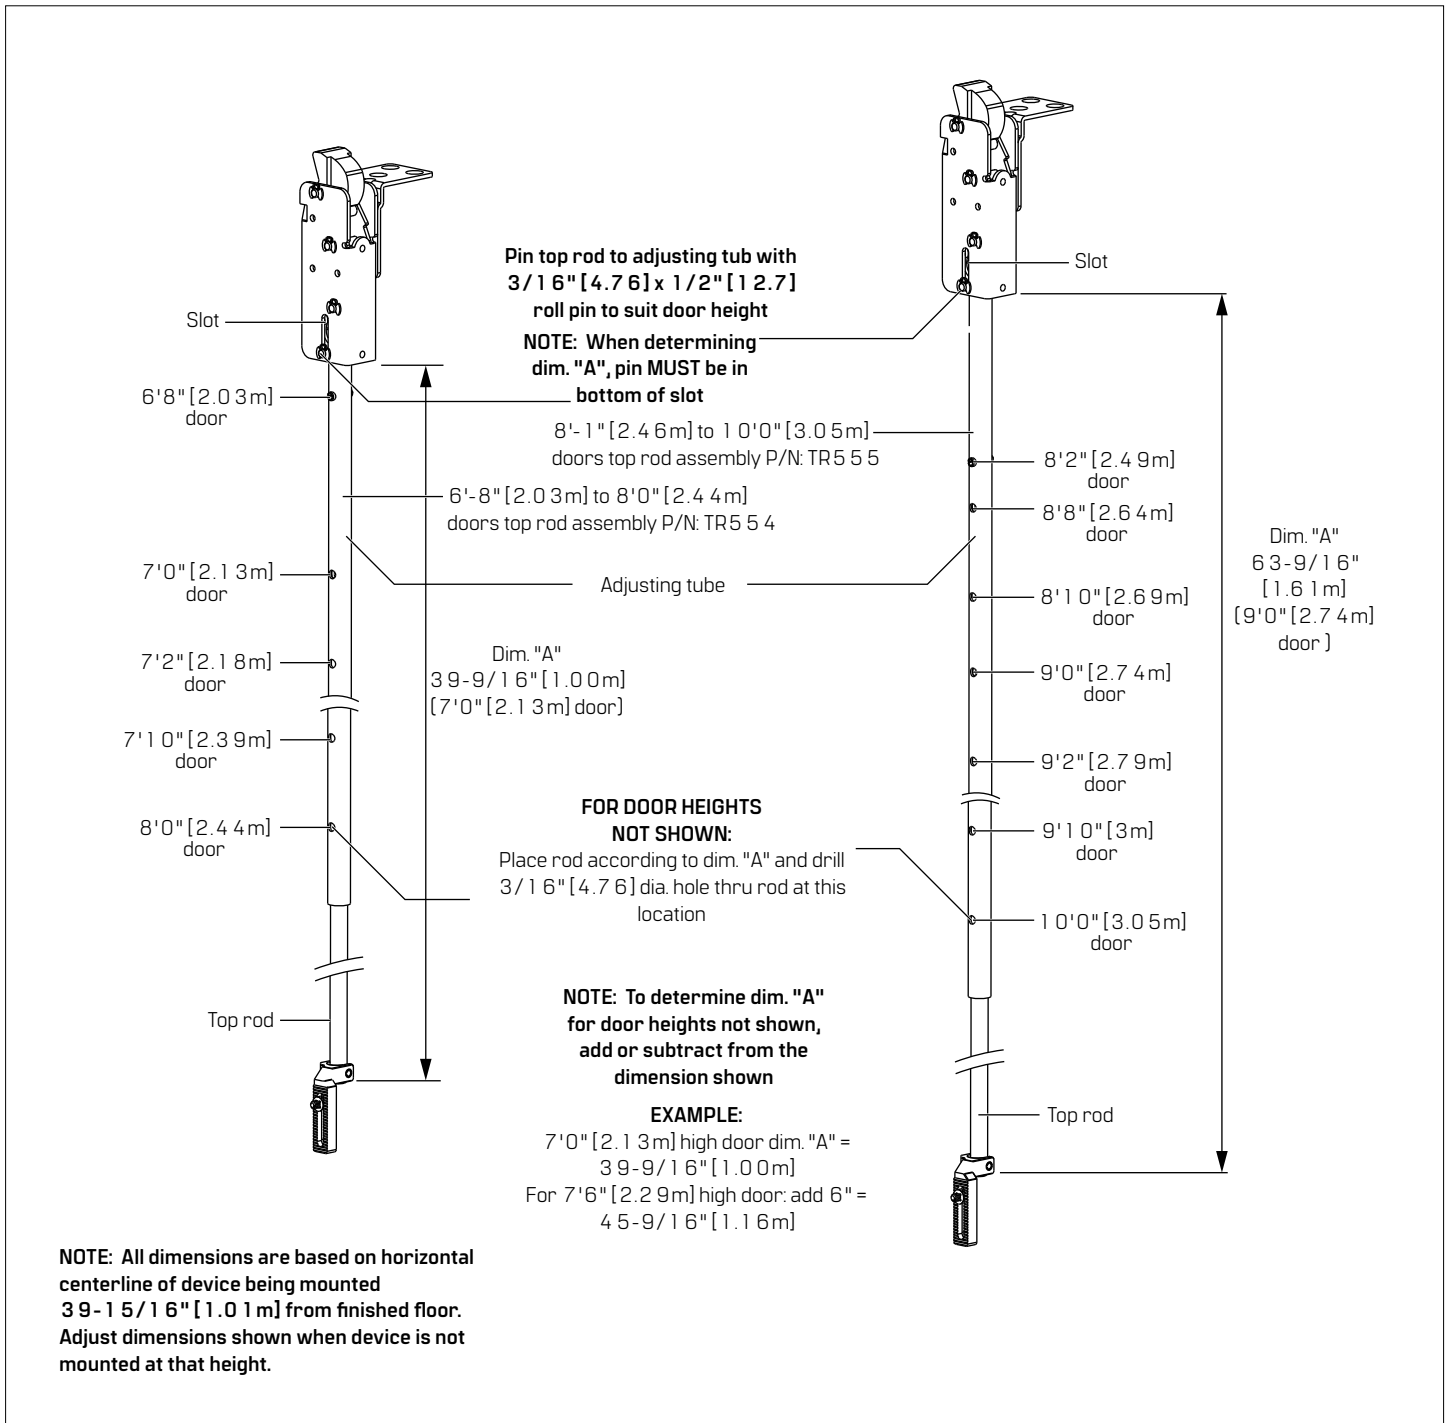 Pin top rod to adjusting tub with
3/16" [4.76] x 1/2" [12.7]
roll pin to suit door height
NOTE: When determining
dim. "A", pin MUST be in
bottom of slot
Slot
6'8" [2.03m]
door
7'0" [2.13m]
door
7'2" [2.18m]
door
7'10" [2.39m]
door
8'0" [2.44m]
door
Top rod
8'-1" [2.46m] to 10'0" [3.05m]
doors top rod assembly P/N: TR555
6'-8" [2.03m] to 8'0" [2.44m]
doors top rod assembly P/N: TR554
Adjusting tube
Dim. "A"
39-9/16" [1.00m]
(7'0" [2.13m] door)
FOR DOOR HEIGHTS
NOT SHOWN:
Place rod according to dim. "A" and drill
3/16" [4.76] dia. hole thru rod at this
location
NOTE: To determine dim. "A"
for door heights not shown,
add or subtract from the
dimension shown
EXAMPLE:
7'0" [2.13m] high door dim. "A" =
39-9/16" [1.00m]
For 7'6" [2.29m] high door: add 6" =
45-9/16" [1.16m]
Slot
8'2" [2.49m]
door
8'8" [2.64m]
door
8'10" [2.69m]
door
9'0" [2.74m]
door
9'2" [2.79m]
door
9'10" [3m]
door
10'0" [3.05m]
door
Top rod
Dim. "A"
63-9/16"
[1.61m]
(9'0" [2.74m]
door )
NOTE: All dimensions are based on horizontal
centerline of device being mounted
39-15/16" [1.01m] from finished floor.
Adjust dimensions shown when device is not
mounted at that height.